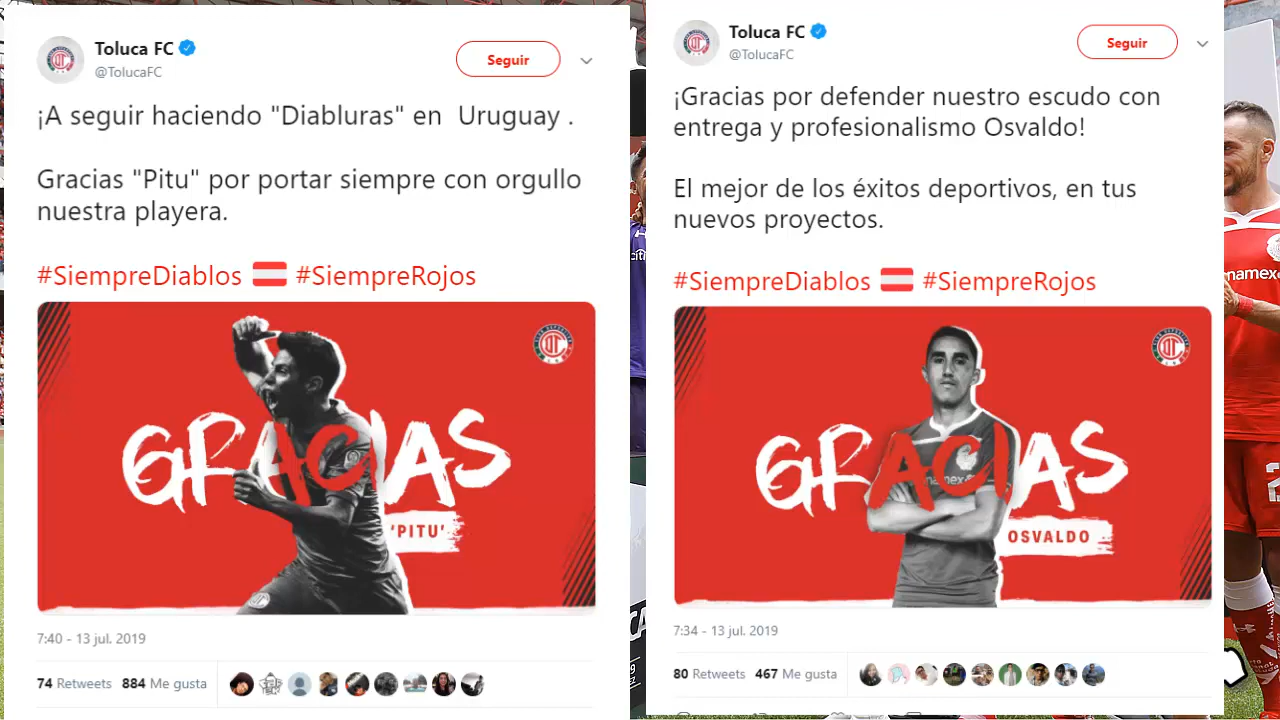 Toluca FC
@TolucaFC
Seguir
¡A seguir haciendo "Diabluras" en Uruguay .
Gracias "Pitu" por portar siempre con orgullo
nuestra playera.
#SiempreDiablos #SiempreRojos
GRACIAS
'PITU'
7:40 - 13 jul. 2019
74 Retweets 884 Me gusta
Toluca FC
@TolucaFC
Seguir
¡Gracias por defender nuestro escudo con
entrega y profesionalismo Osvaldo!
El mejor de los éxitos deportivos, en tus
nuevos proyectos.
#SiempreDiablos #SiempreRojos
GRACIAS
OSVALDO
7:34 - 13 jul. 2019
80 Retweets 467 Me gusta